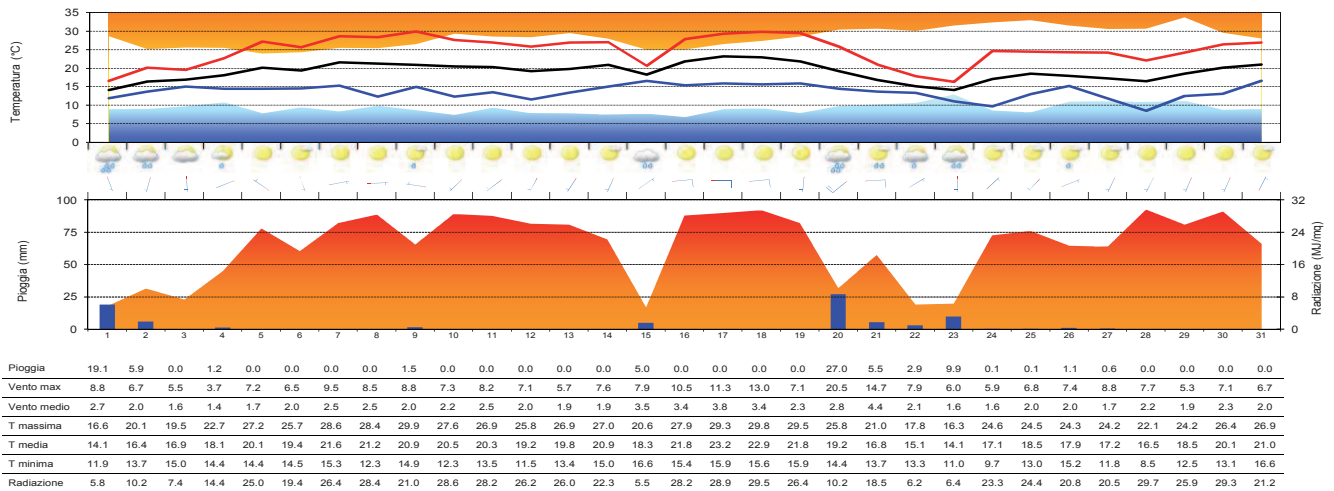 35
30
25
20
15
10
5
0
Temperatura (°C)
100
75
50
25
0
Pioggia (mm)
32
24
16
8
0
Radiazione (MJ/mq)
1 2 3 4 5 6 7 8 9 10 11 12 13 14 15 16 17 18 19 20 21 22 23 24 25 26 27 28 29 30 31
Pioggia 19.1 5.9 0.0 1.2 0.0 0.0 0.0 0.0 1.5 0.0 0.0 0.0 0.0 0.0 5.0 0.0 0.0 0.0 0.0 27.0 5.5 2.9 9.9 0.1 0.1 1.1 0.6 0.0 0.0 0.0 0.0
Vento max 8.8 6.7 5.5 3.7 7.2 6.5 9.5 8.5 8.8 7.3 8.2 7.1 5.7 7.6 7.9 10.5 11.3 13.0 7.1 20.5 14.7 7.9 6.0 5.9 6.8 7.4 8.8 7.7 5.3 7.1 6.7
Vento medio 2.7 2.0 1.6 1.4 1.7 2.0 2.5 2.5 2.0 2.2 2.5 2.0 1.9 1.9 3.5 3.4 3.8 3.4 2.3 2.8 4.4 2.1 1.6 1.6 2.0 2.0 1.7 2.2 1.9 2.3 2.0
T massima 16.6 20.1 19.5 22.7 27.2 25.7 28.6 28.4 29.9 27.6 26.9 25.8 26.9 27.0 20.6 27.9 29.3 29.8 29.5 25.8 21.0 17.8 16.3 24.6 24.5 24.3 24.2 22.1 24.2 26.4 26.9
T media 14.1 16.4 16.9 18.1 20.1 19.4 21.6 21.2 20.9 20.5 20.3 19.2 19.8 20.9 18.3 21.8 23.2 22.9 21.8 19.2 16.8 15.1 14.1 17.1 18.5 17.9 17.2 16.5 18.5 20.1 21.0
T minima 11.9 13.7 15.0 14.4 14.4 14.5 15.3 12.3 14.9 12.3 13.5 11.5 13.4 15.0 16.6 15.4 15.9 15.6 15.9 14.4 13.7 13.3 11.0 9.7 13.0 15.2 11.8 8.5 12.5 13.1 16.6
Radiazione 5.8 10.2 7.4 14.4 25.0 19.4 26.4 28.4 21.0 28.6 28.2 26.2 26.0 22.3 5.5 28.2 28.9 29.5 26.4 10.2 18.5 6.2 6.4 23.3 24.4 20.8 20.5 29.7 25.9 29.3 21.2